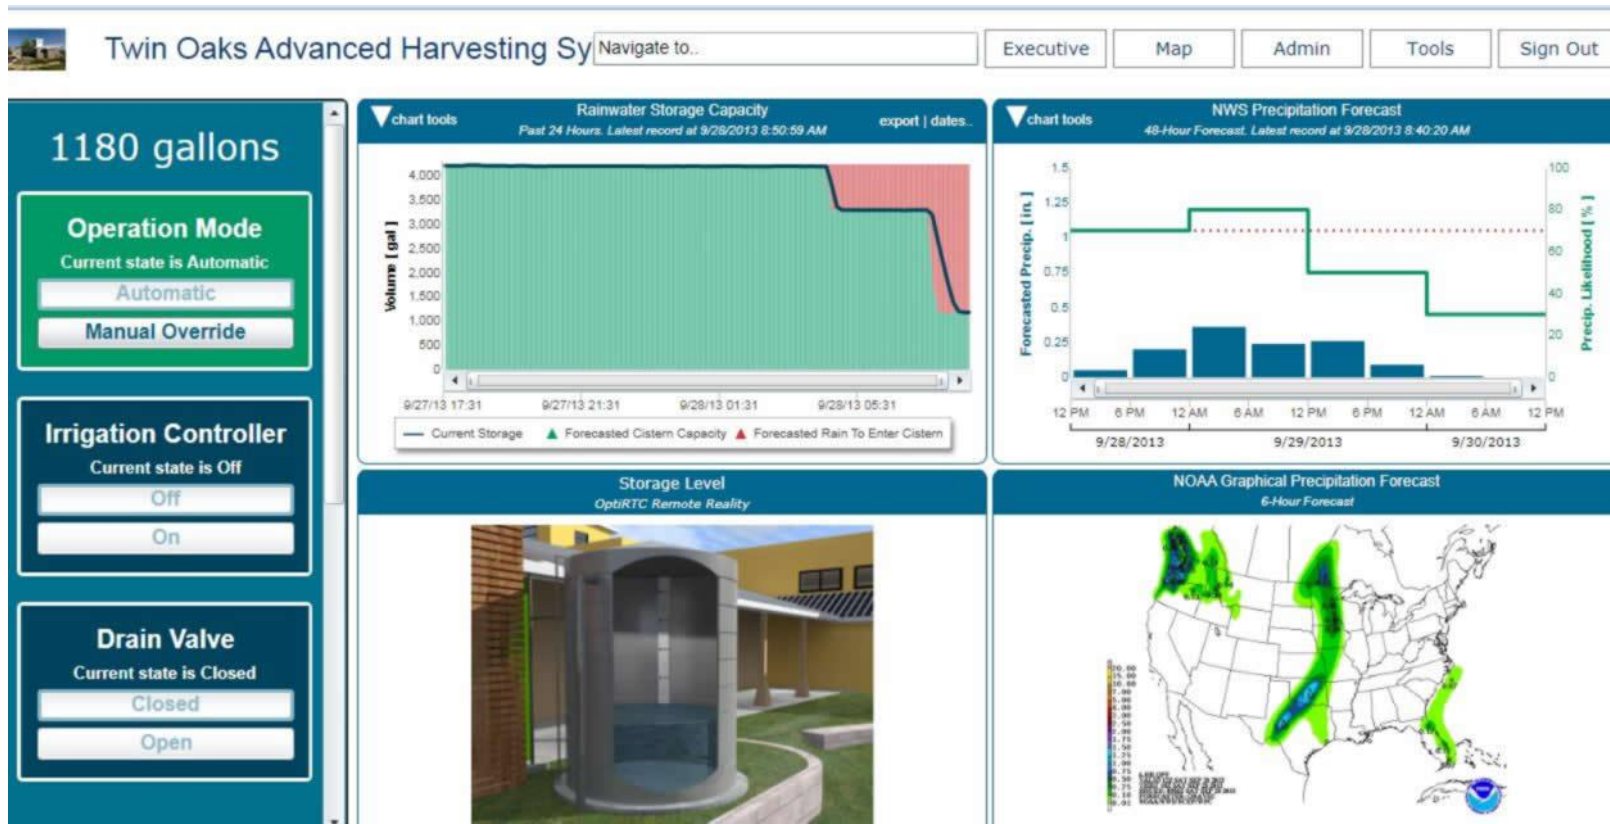 Twin Oaks Advanced Harvesting Sy
Navigate to..
Executive
Map
Admin
Tools
Sign Out
1180 gallons
Operation Mode
Current state is Automatic
Automatic
Manual Override
Irrigation Controller
Current state is Off
Off
On
Drain Valve
Current state is Closed
Closed
Open
chart tools
Rainwater Storage Capacity
Past 24 Hours. Latest record at 9/28/2013 8:50:59 AM
export | dates..
Volume [ gal ]
4,000
3,500
3,000
2,500
2,000
1,500
1,000
500
0
9/27/13 17:31
9/27/13 21:31
9/28/13 01:31
9/28/13 05:31
Current Storage
Forecasted Cistern Capacity
Forecasted Rain To Enter Cistern
chart tools
NWS Precipitation Forecast
48-Hour Forecast. Latest record at 9/28/2013 8:40:20 AM
Forecasted Precip. [ in. ]
1.5
1.25
1
0.75
0.5
0.25
0
100
80
60
40
20
0
Precip. Likelihood [ % ]
12 PM
6 PM
12 AM
6 AM
12 PM
6 PM
12 AM
6 AM
12 PM
9/28/2013
9/29/2013
9/30/2013
Storage Level
OptiRTC Remote Reality
NOAA Graphical Precipitation Forecast
6-Hour Forecast
20.00
15.00
10.00